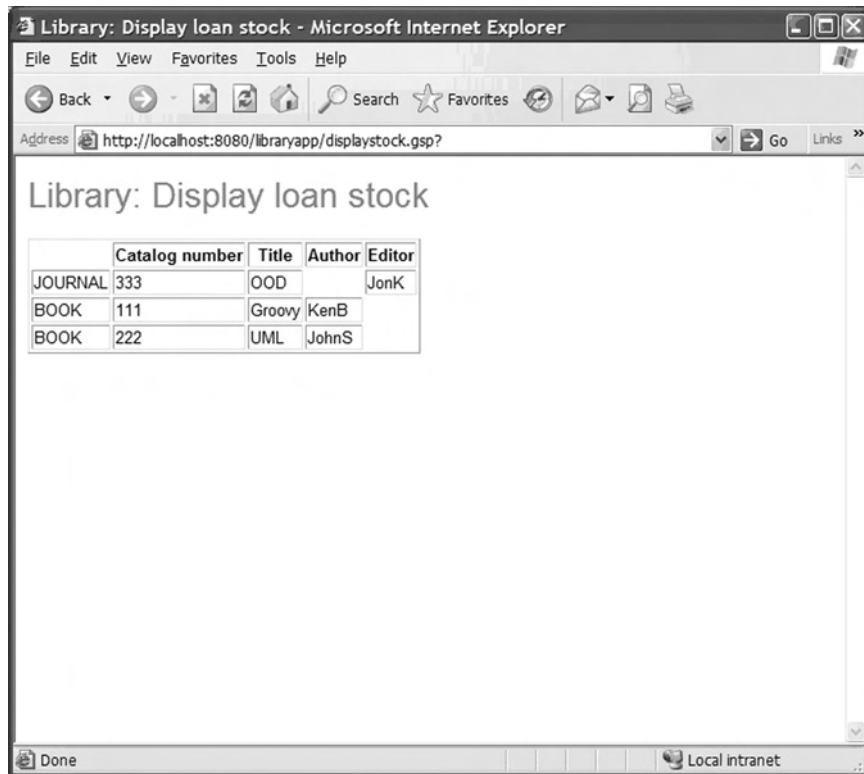 Library: Display loan stock - Microsoft Internet Explorer
File Edit View Favorites Tools Help
Back Search Favorites
Address http://localhost:8080/libraryapp/displaystock.gsp? Go Links »
Library: Display loan stock
Catalog number Title Author Editor
JOURNAL 333 OOD JonK
BOOK 111 Groovy KenB
BOOK 222 UML JohnS
Done Local intranet